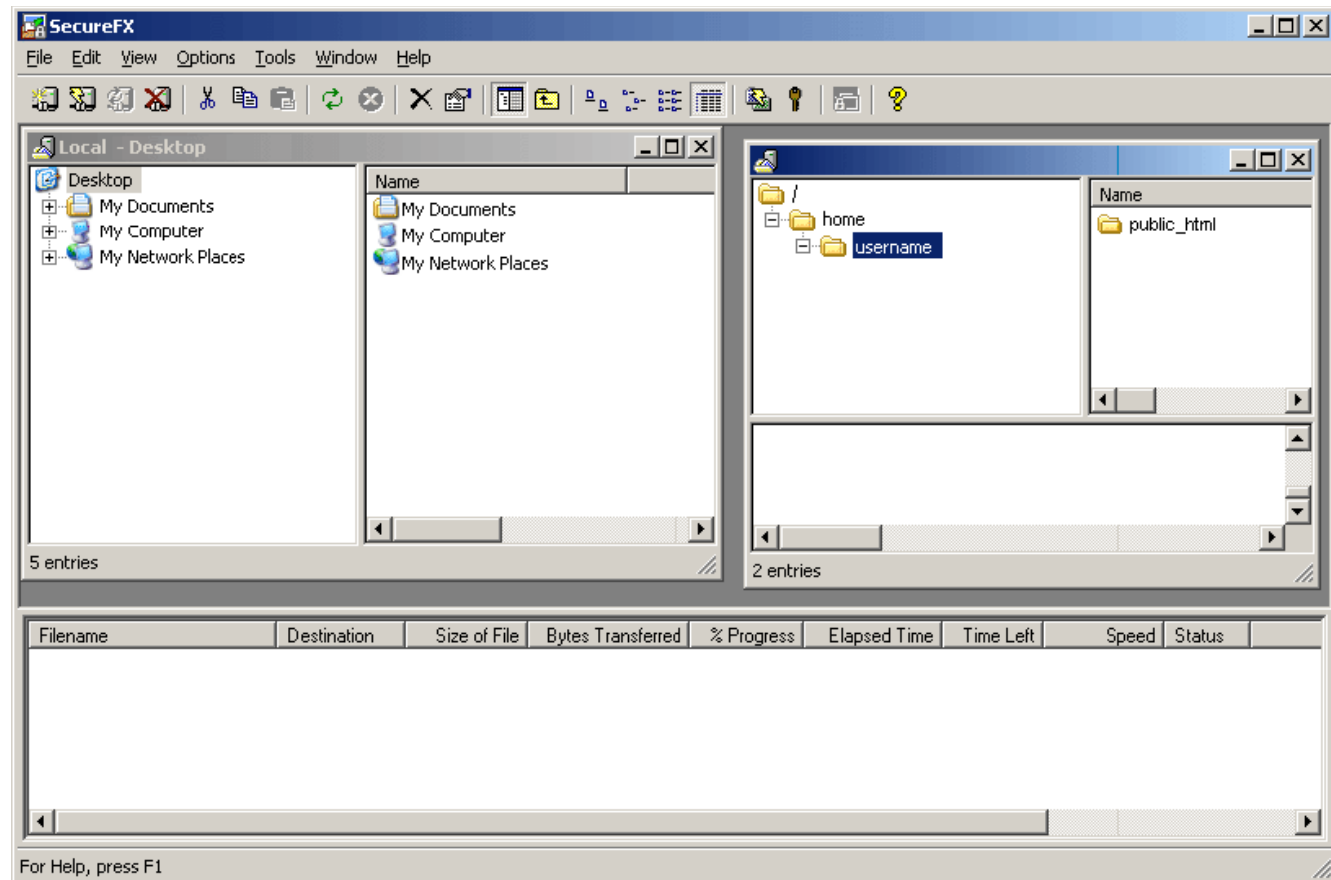 SecureFX
File Edit View Options Tools Window Help
Local - Desktop
Desktop
My Documents
My Computer
My Network Places
Name
My Documents
My Computer
My Network Places
5 entries
/
home
username
Name
public_html
2 entries
Filename Destination Size of File Bytes Transferred % Progress Elapsed Time Time Left Speed Status
For Help, press F1